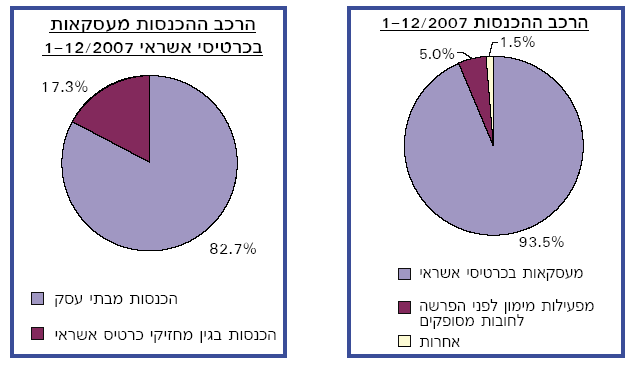 הרכב ההכנסות 1-12/2007
1.5%
5.0%
93.5%
מעסקאות בכרטיסי אשראי
מפעילות מימון לפני הפרשה
לחובות מסופקים
אחרות
הרכב ההכנסות מעסקאות
בכרטיסי אשראי 1-12/2007
17.3%
82.7%
הכנסות מבתי עסק
הכנסות בגין מחזיקי כרטיס אשראי